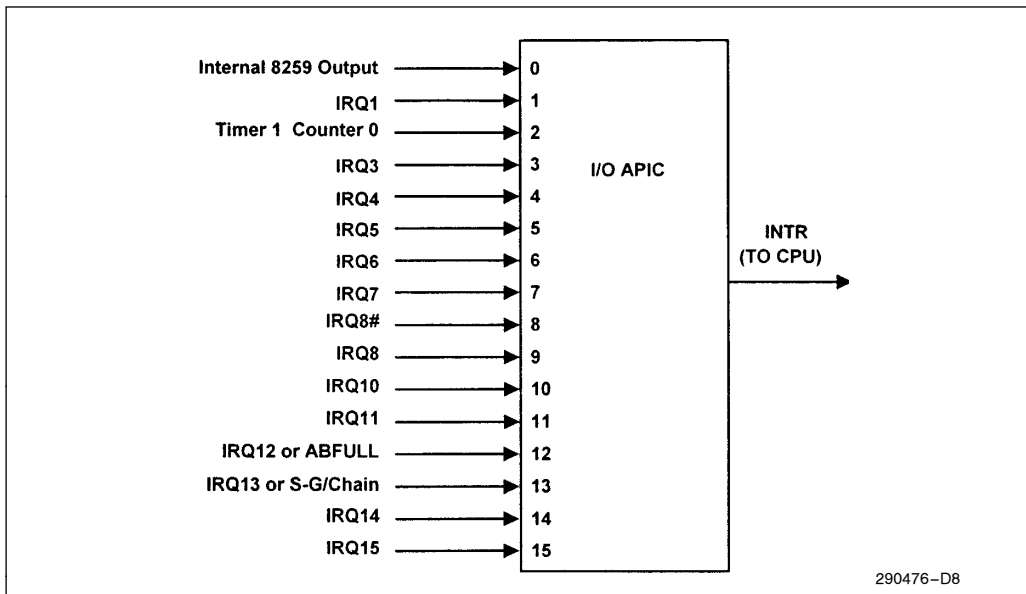 Internal 8259 Output 0
IRQ1 1
Timer 1 Counter 0 2
IRQ3 3
I/O APIC
IRQ4 4
IRQ5 5
INTR
(TO CPU)
IRQ6 6
IRQ7 7
IRQ8# 8
IRQ8 9
IRQ10 10
IRQ11 11
IRQ12 or ABFULL 12
IRQ13 or S-G/Chain 13
IRQ14 14
IRQ15 15
290476–D8